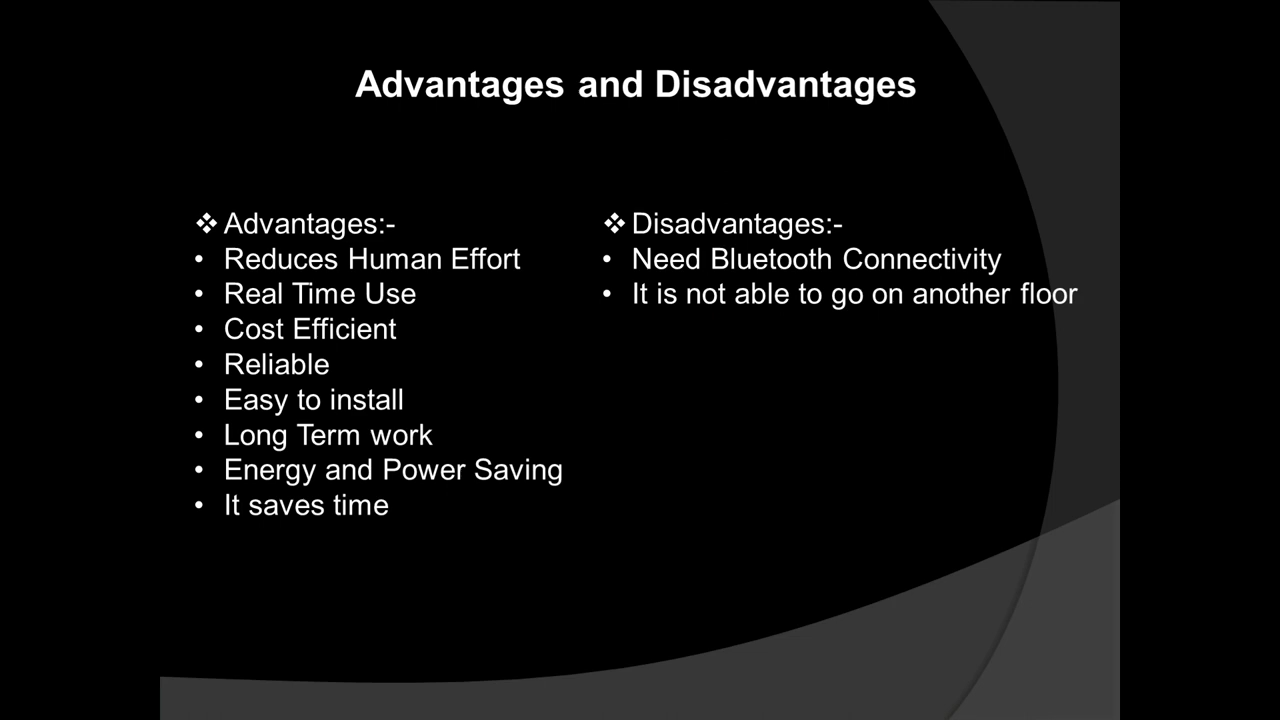 Advantages and Disadvantages
❖ Advantages:-
• Reduces Human Effort
• Real Time Use
• Cost Efficient
• Reliable
• Easy to install
• Long Term work
• Energy and Power Saving
• It saves time
❖ Disadvantages:-
• Need Bluetooth Connectivity
• It is not able to go on another floor